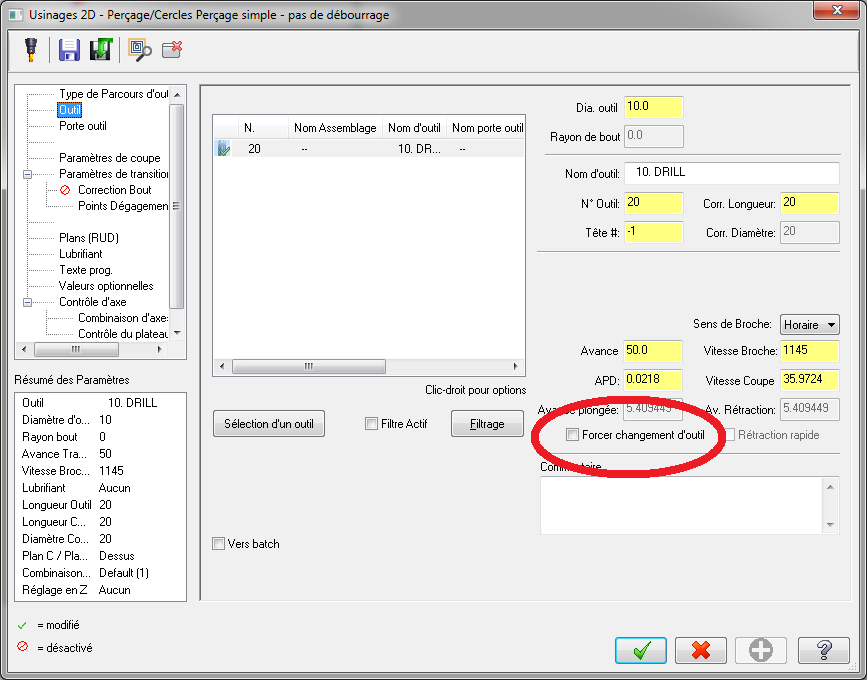 Usinages 2D - Perçage/Cercles Perçage simple - pas de débourrage
Type de Parcours d'ou
Outil
Porte outil
Paramètres de coupe
Paramètres de transition
Correction Bout
Points Dégagemen
Plans (RUD)
Lubrifiant
Texte prog.
Valeurs optionnelles
Contrôle d'axe
Combinaison d'axe
Contrôle du plateau
Résumé des Paramètres
Outil 10. DRILL
Diamètre d'o... 10
Rayon bout 0
Avance Tra... 50
Vitesse Broc... 1145
Lubrifiant Aucun
Longueur Outil 20
Longueur C... 20
Diamètre Co... 20
Plan C / Pla... Dessus
Combinaison... Default (1)
Réglage en Z Aucun
= modifié
= désactivé
N. Nom Assemblage Nom d'outil Nom porte outil
20 -- 10. DR... --
Clic-droit pour options
Sélection d'un outil Filtre Actif Filtrage
Vers batch
Dia. outil 10.0
Rayon de bout 0.0
Nom d'outil: 10. DRILL
N° Outil: 20 Corr. Longueur: 20
Tête #: -1 Corr. Diamètre: 20
Sens de Broche: Horaire
Avance 50.0 Vitesse Broche: 1145
APD: 0.0218 Vitesse Coupe 35.9724
Avance plongée: 5.409449 Av. Rétraction: 5.409449
Forcer changement d'outil Rétraction rapide
Commentaire